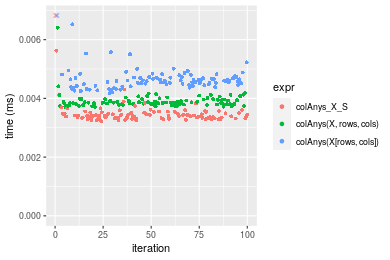 0.006
0.004
0.002
0.000
time (ms)
0
25
50
75
100
iteration
expr
colAnys_X_S
colAnys(X, rows, cols)
colAnys(X[rows, cols])